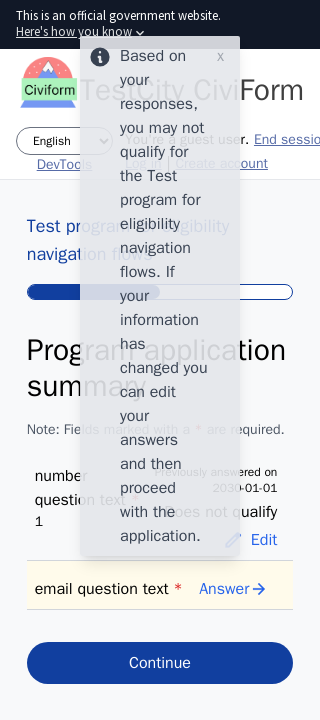 This is an official government website.
Here's how you know
Civiform
TestCity CiviForm
English
You're a guest user. End session
DevTools
Log in | Create account
Based on
your
responses,
you may not
qualify for
the Test
program for
eligibility
navigation
flows. If
your
information
has
changed you
can edit
your
answers
and then
proceed
with the
application.
x
Test program for eligibility
navigation flows
Program application
summary
Note: Fields marked with a * are required.
number
question text *
1
Previously answered on
2030-01-01
Does not qualify
Edit
email question text *
Answer
Continue